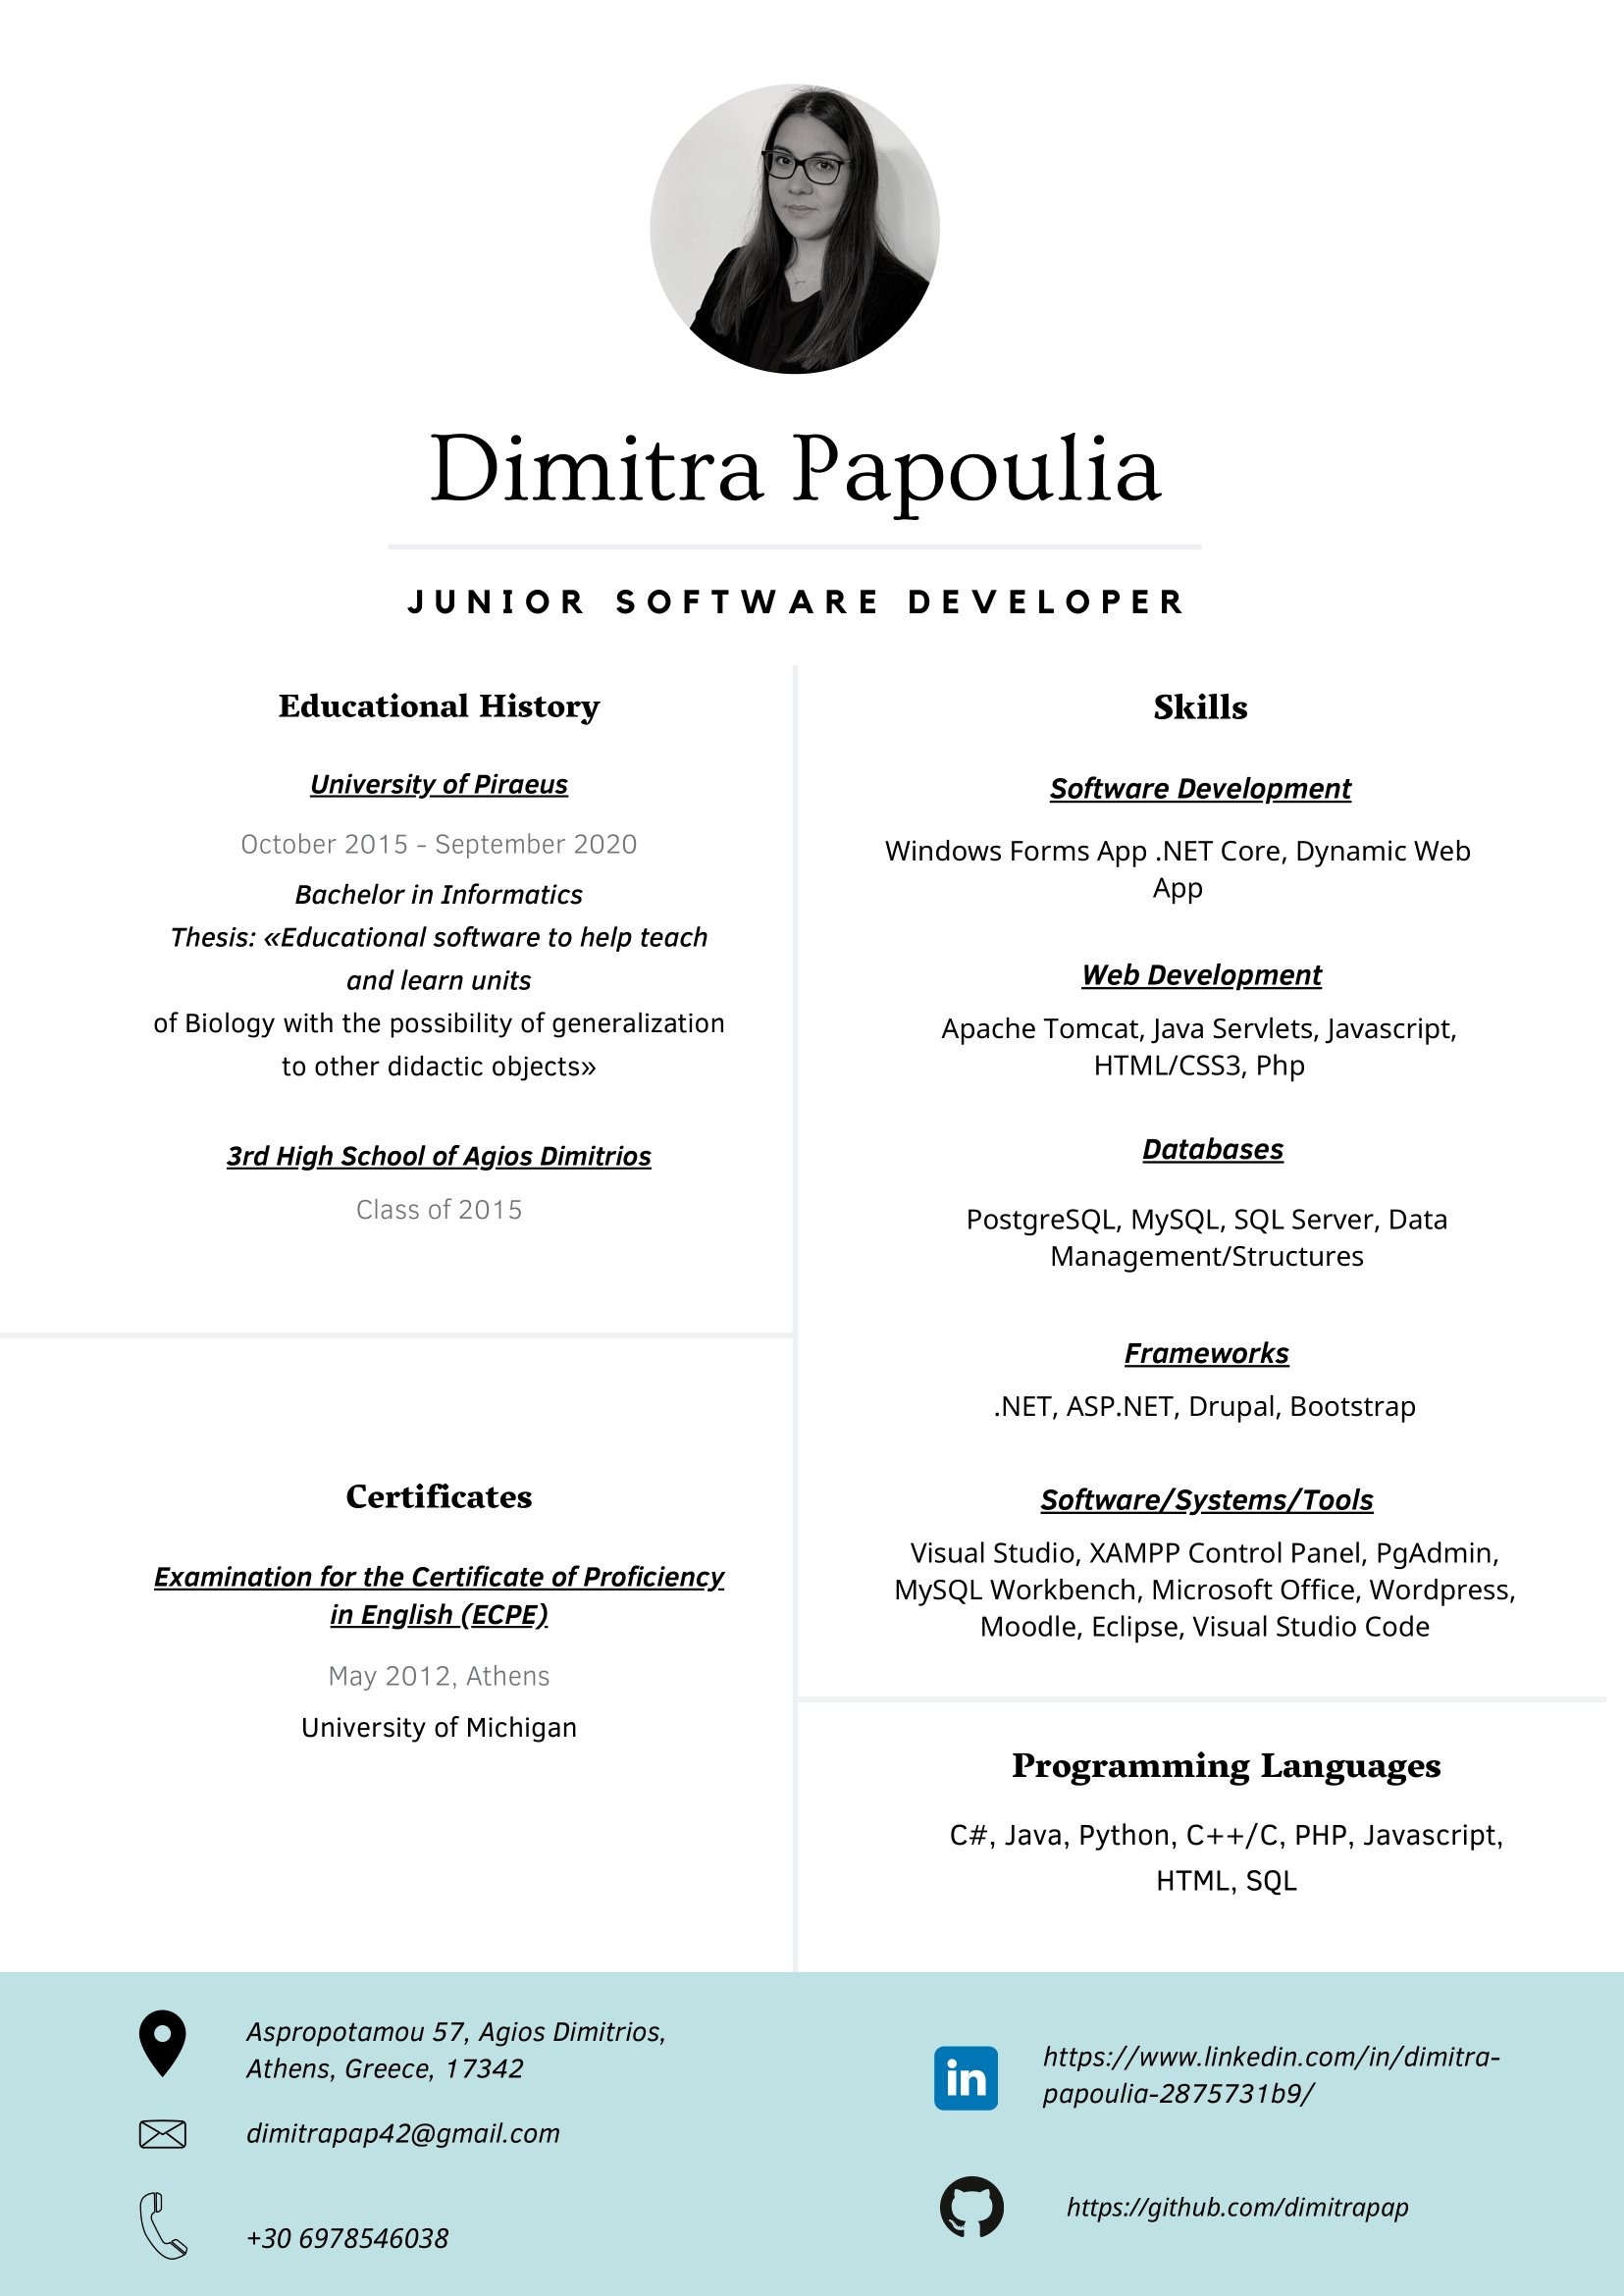 Dimitra Papoulia
JUNIOR SOFTWARE DEVELOPER
Educational History
University of Piraeus
October 2015 - September 2020
Bachelor in Informatics
Thesis: «Educational software to help teach
and learn units
of Biology with the possibility of generalization
to other didactic objects»
3rd High School of Agios Dimitrios
Class of 2015
Certificates
Examination for the Certificate of Proficiency
in English (ECPE)
May 2012, Athens
University of Michigan
Skills
Software Development
Windows Forms App .NET Core, Dynamic Web
App
Web Development
Apache Tomcat, Java Servlets, Javascript,
HTML/CSS3, Php
Databases
PostgreSQL, MySQL, SQL Server, Data
Management/Structures
Frameworks
.NET, ASP.NET, Drupal, Bootstrap
Software/Systems/Tools
Visual Studio, XAMPP Control Panel, PgAdmin,
MySQL Workbench, Microsoft Office, Wordpress,
Moodle, Eclipse, Visual Studio Code
Programming Languages
C#, Java, Python, C++/C, PHP, Javascript,
HTML, SQL
Aspropotamou 57, Agios Dimitrios,
Athens, Greece, 17342
dimitrapap42@gmail.com
+30 6978546038
in
https://www.linkedin.com/in/dimitra-
papoulia-2875731b9/
https://github.com/dimitrapap